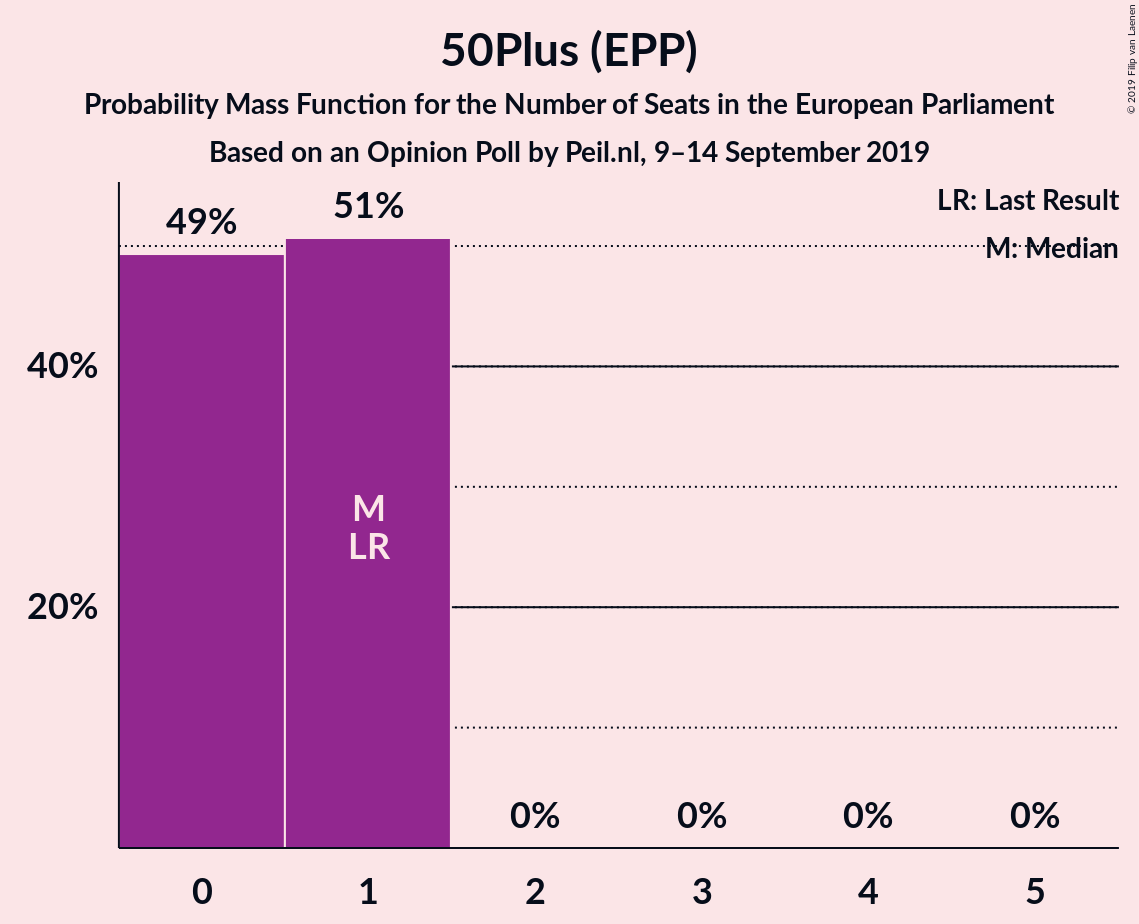 50Plus (EPP)
Probability Mass Function for the Number of Seats in the European Parliament
Based on an Opinion Poll by Peil.nl, 9–14 September 2019
© 2019 Filip van Laenen
LR: Last Result
M: Median
49%
51%
40%
20%
M
LR
0%
0%
0%
0%
0
1
2
3
4
5